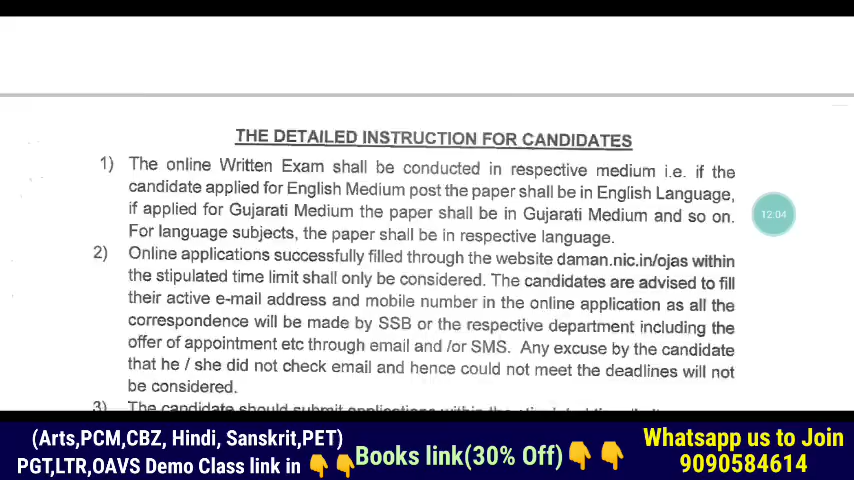 THE DETAILED INSTRUCTION FOR CANDIDATES
1) The online Written Exam shall be conducted in respective medium i.e. if the
candidate applied for English Medium post the paper shall be in English Language,
if applied for Gujarati Medium the paper shall be in Gujarati Medium and so on.
For language subjects, the paper shall be in respective language.
12:04
2) Online applications successfully filled through the website daman.nic.in/ojas within
the stipulated time limit shall only be considered. The candidates are advised to fill
their active e-mail address and mobile number in the online application as all the
correspondence will be made by SSB or the respective department including the
offer of appointment etc through email and /or SMS. Any excuse by the candidate
that he / she did not check email and hence could not meet the deadlines will not
be considered.
3) The candidate should submit applications within the
(Arts,PCM,CBZ, Hindi, Sanskrit,PET)
PGT,LTR,OAVS Demo Class link in 👇👇
Books link(30% Off)👇👇
Whatsapp us to Join
9090584614